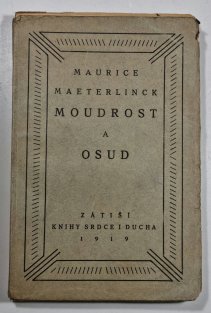 MAURICE
MAETERLINCK
MOUDROST
A
OSUD
ZÁTIŠÍ
KNIHY SRDCE I DUCHA
1919